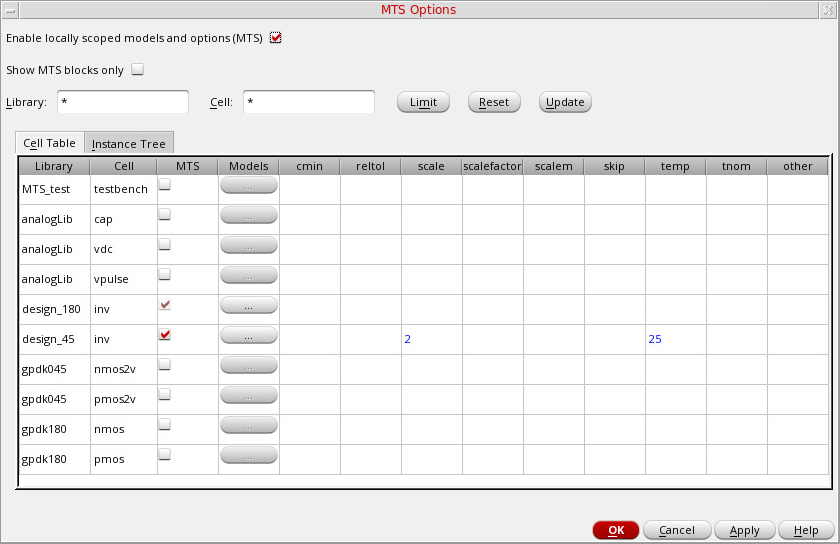 MTS Options
Enable locally scoped models and options (MTS)
Show MTS blocks only
Library: * Cell: * Limit Reset Update
Cell Table Instance Tree
Library Cell MTS Models cmin reltol scale scalefactor scalem skip temp tnom other
MTS_test testbench ...
analogLib cap ...
analogLib vdc ...
analogLib vpulse ...
design_180 inv ...
design_45 inv ... 2 25
gpdk045 nmos2v ...
gpdk045 pmos2v ...
gpdk180 nmos ...
gpdk180 pmos ...
OK Cancel Apply Help